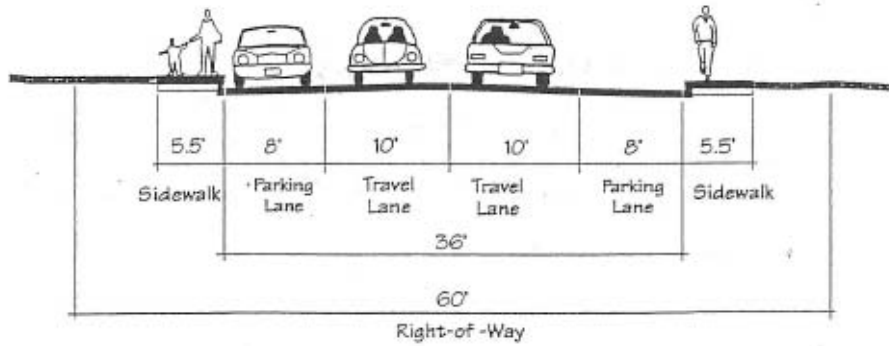 5.5' 8' 10' 10' 8' 5.5'
Sidewalk Parking Lane Travel Lane Travel Lane Parking Lane Sidewalk
36'
60'
Right-of-Way